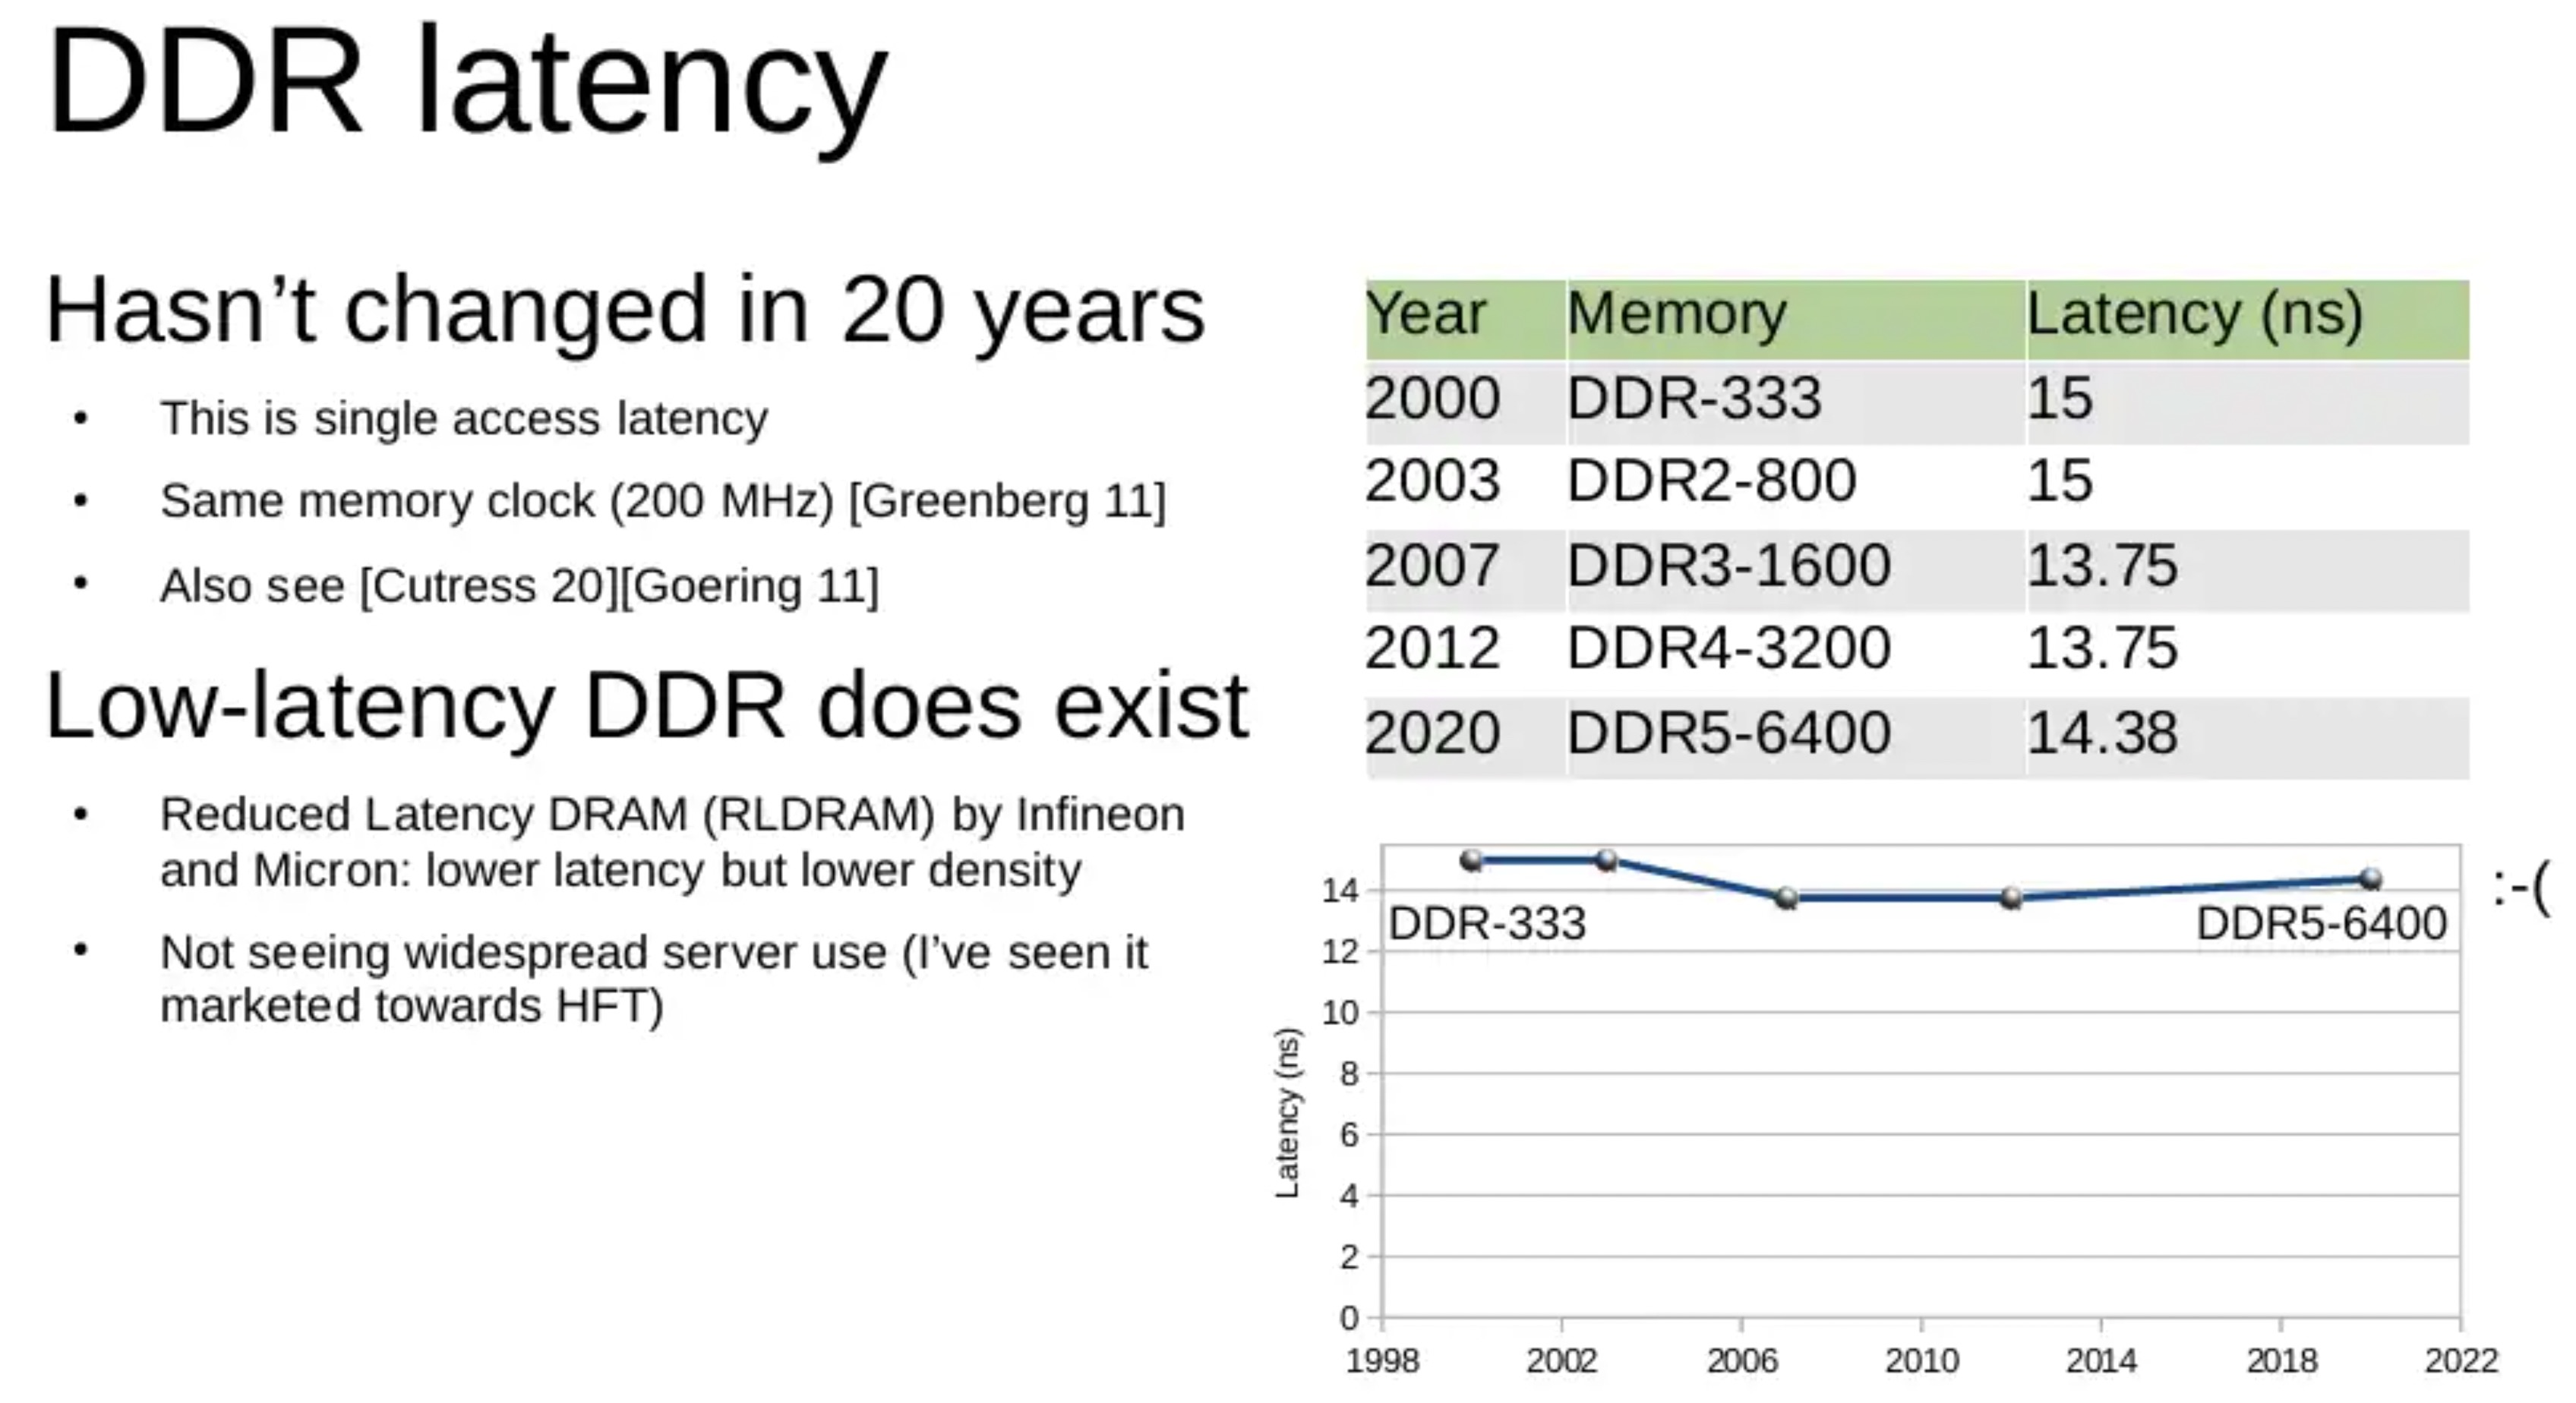 DDR latency
Hasn’t changed in 20 years
• This is single access latency
• Same memory clock (200 MHz) [Greenberg 11]
• Also see [Cutress 20][Goering 11]
Low-latency DDR does exist
• Reduced Latency DRAM (RLDRAM) by Infineon
and Micron: lower latency but lower density
• Not seeing widespread server use (I’ve seen it
marketed towards HFT)
Year Memory Latency (ns)
2000 DDR-333 15
2003 DDR2-800 15
2007 DDR3-1600 13.75
2012 DDR4-3200 13.75
2020 DDR5-6400 14.38
:-(
14
DDR-333 DDR5-6400
12
10
8
6
4
2
0
Latency (ns)
1998 2002 2006 2010 2014 2018 2022